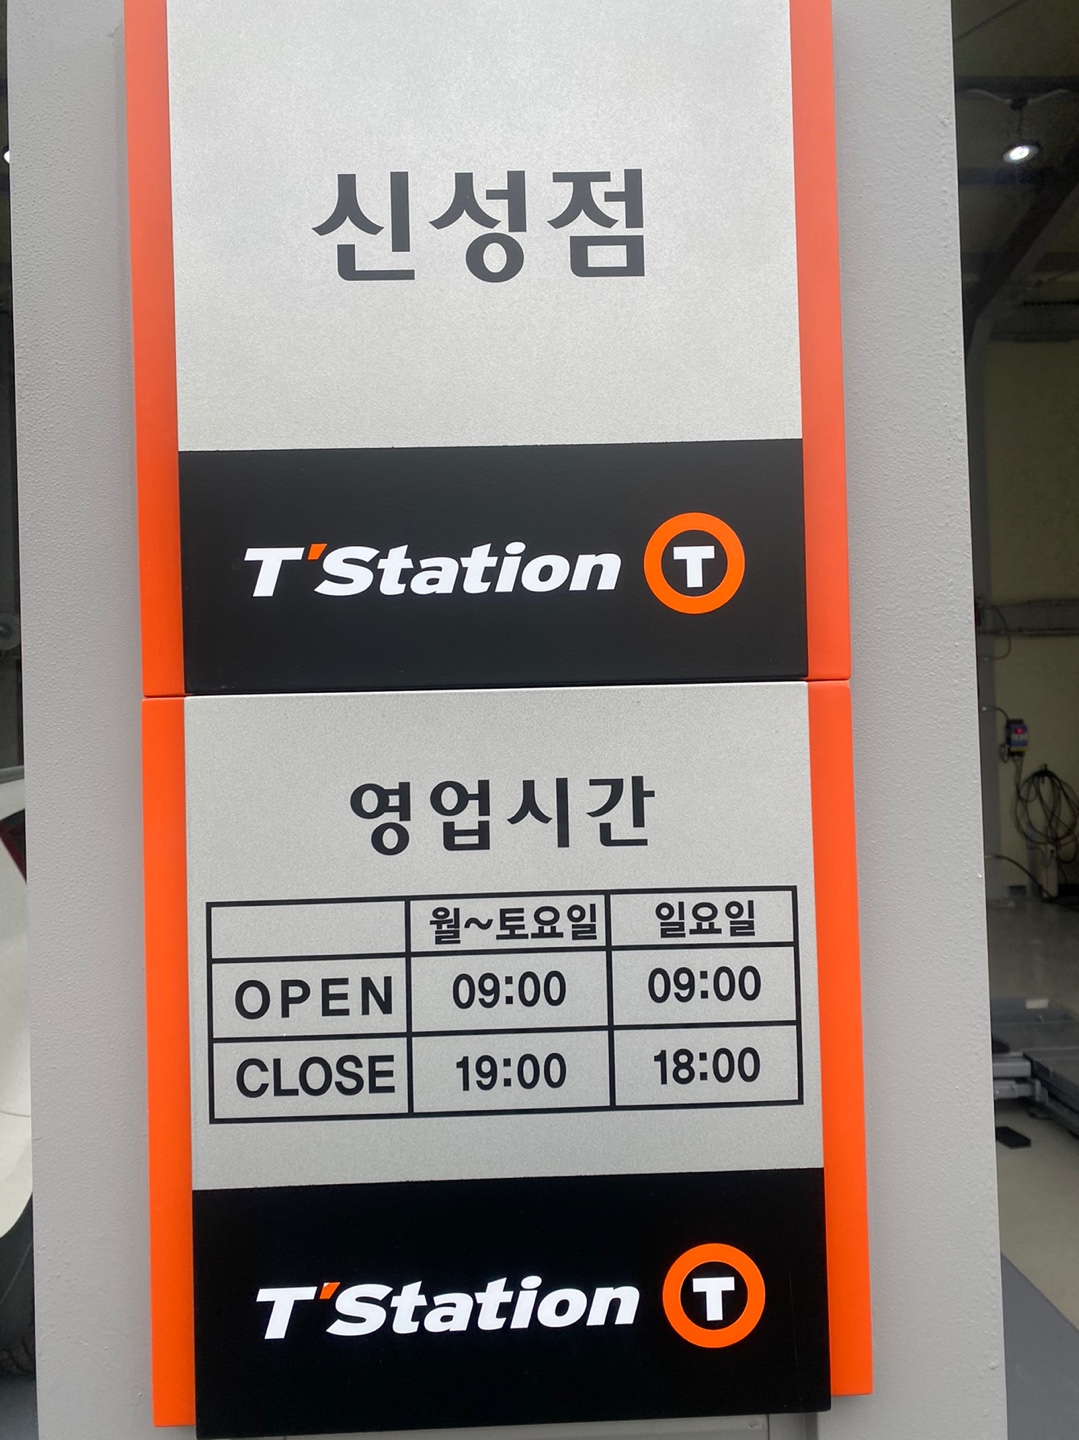 신성점
T'Station T
영업시간
월~토요일 일요일
OPEN 09:00 09:00
CLOSE 19:00 18:00
T'Station T